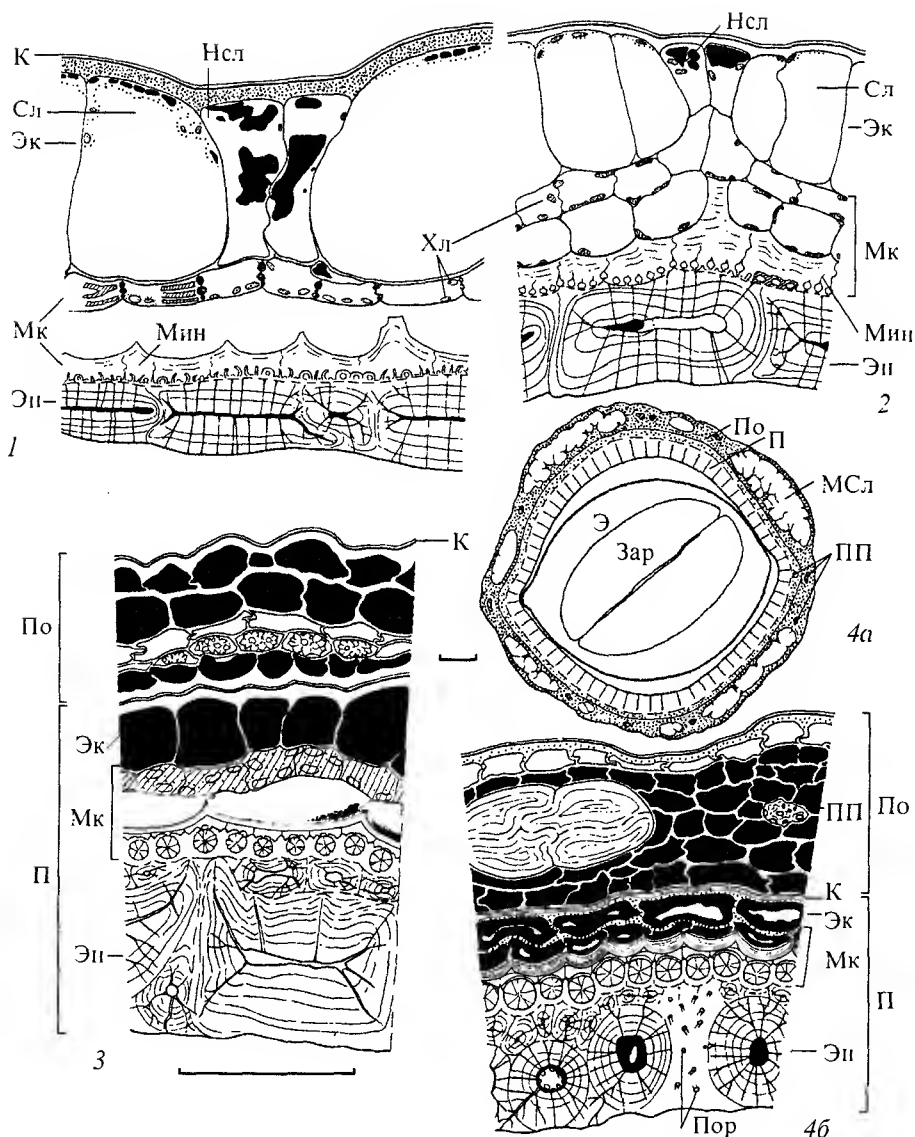 К
Нсл
Сл
Эк
Хл
Мк
Мин
Эн
1
Нсл
Сл
Эк
Мк
Мин
Эн
2
К
По
Эк
Мк
П
Эн
3
По
П
МСл
Э
Зар
ПП
4а
ПП
По
К
Эк
Мк
П
Эн
Пор
4б